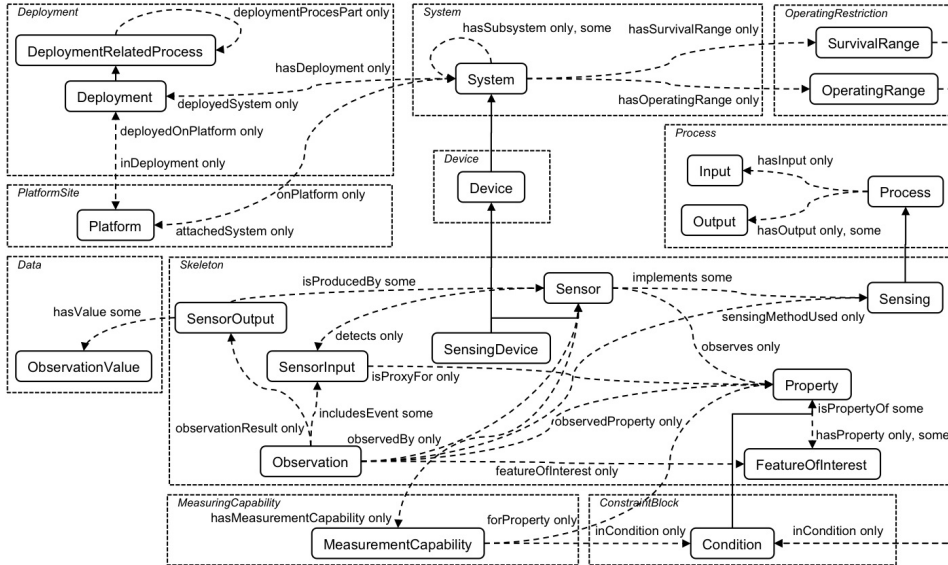 Deployment
deploymentProcesPart only
DeploymentRelatedProcess
Deployment
hasDeployment only
deployedSystem only
deployedOnPlatform only
inDeployment only
System
hasSubsystem only, some
System
hasSurvivalRange only
hasOperatingRange only
OperatingRestriction
SurvivalRange
OperatingRange
Process
Input
hasInput only
Process
Output
hasOutput only, some
Device
Device
PlatformSite
Platform
onPlatform only
attachedSystem only
Data
hasValue some
ObservationValue
Skeleton
isProducedBy some
SensorOutput
Sensor
implements some
Sensing
sensingMethodUsed only
detects only
SensingDevice
observes only
SensorInput
isProxyFor only
Property
isPropertyOf some
observationResult only
includesEvent some
observedBy only
observedProperty only
hasProperty only, some
Observation
featureOfInterest only
FeatureOfInterest
MeasuringCapability
hasMeasurementCapability only
forProperty only
MeasurementCapability
ConstraintBlock
inCondition only
Condition
inCondition only